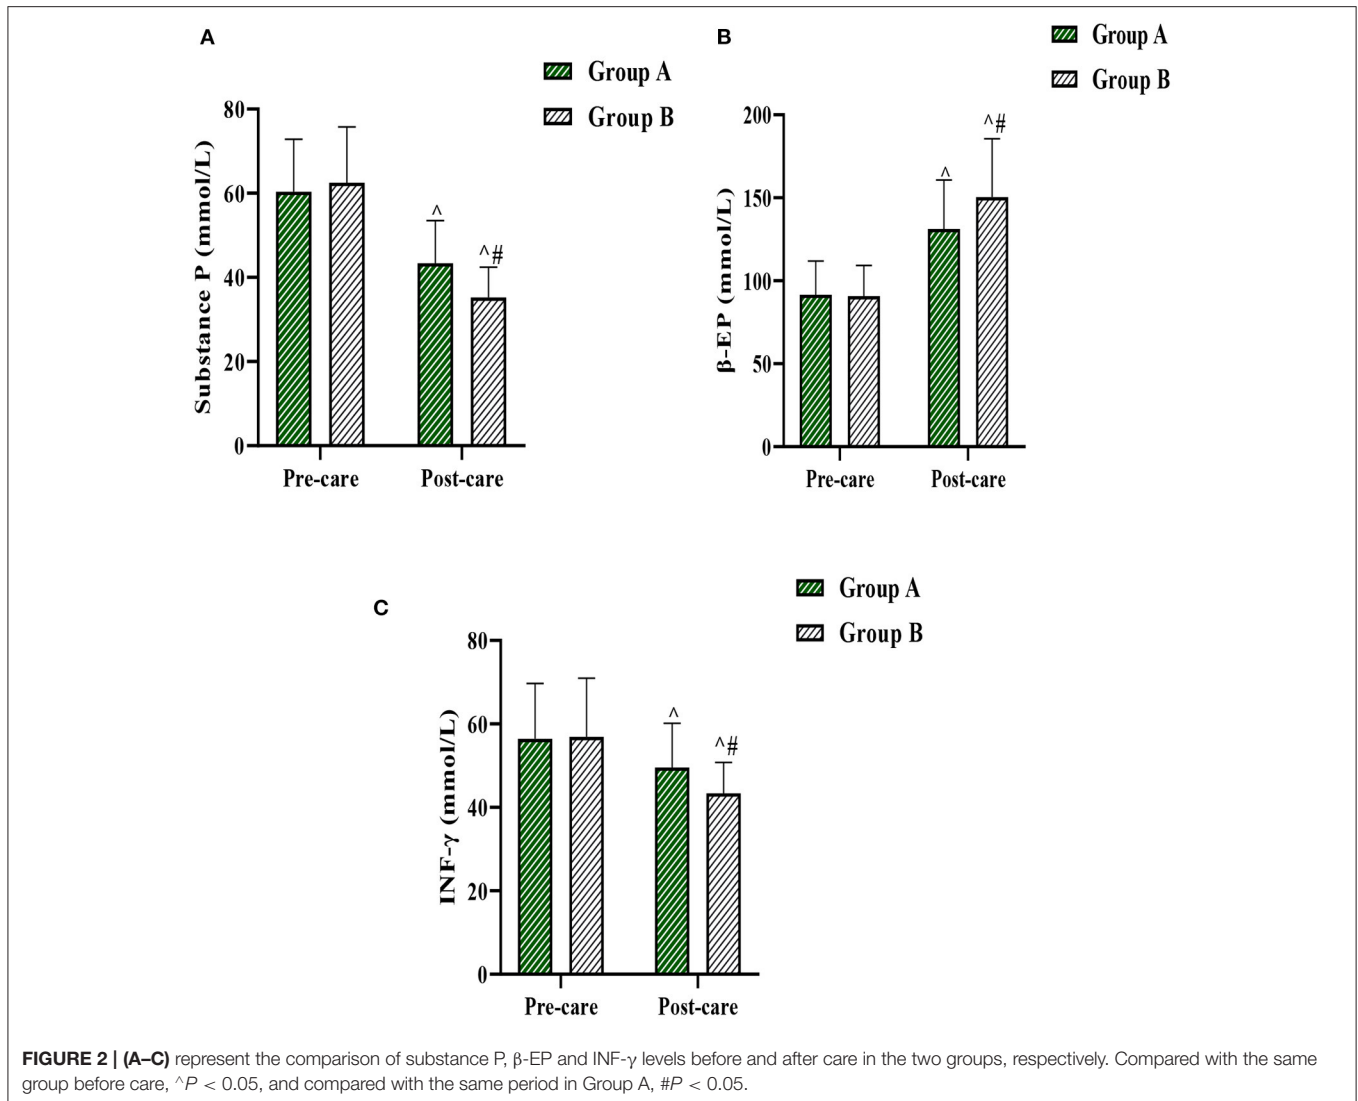 A
Group A
Group B
80
60
40
20
0
Substance P (mmol/L)
^
^#
Pre-care
Post-care
B
Group A
Group B
200
150
100
50
0
β-EP (mmol/L)
^
^#
Pre-care
Post-care
C
Group A
Group B
80
60
40
20
0
INF-γ (mmol/L)
^
^#
Pre-care
Post-care
FIGURE 2 | (A–C) represent the comparison of substance P, β-EP and INF-γ levels before and after care in the two groups, respectively. Compared with the same
group before care, ^P < 0.05, and compared with the same period in Group A, #P < 0.05.